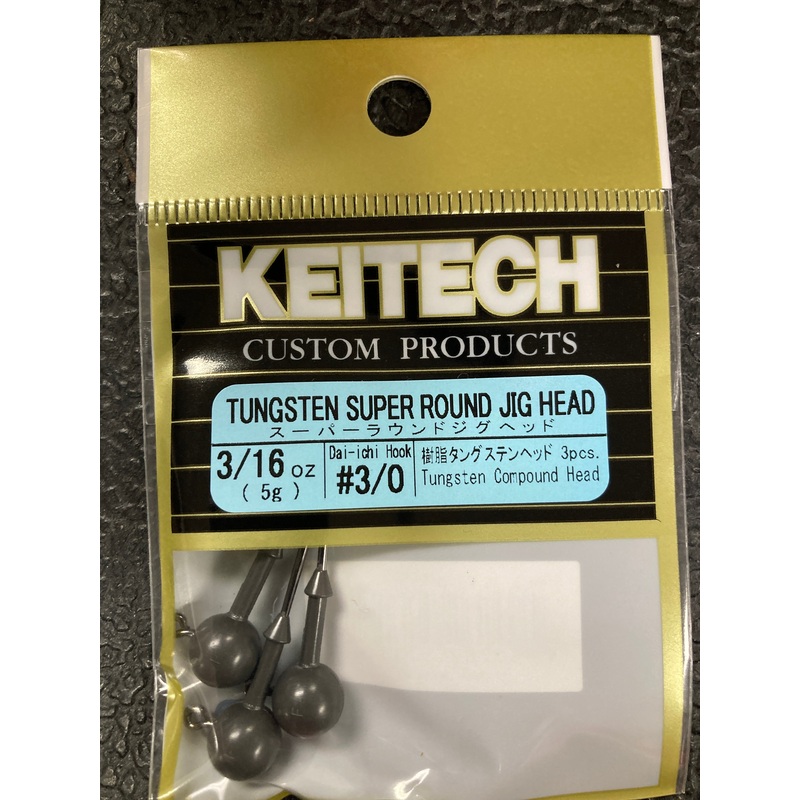 KEITECH
CUSTOM PRODUCTS
TUNGSTEN SUPER ROUND JIG HEAD
スーパーラウンドジグヘッド
3/16 oz
( 5g )
Dai-ichi Hook
#3/0
樹脂タングステンヘッド 3pcs.
Tungsten Compound Head